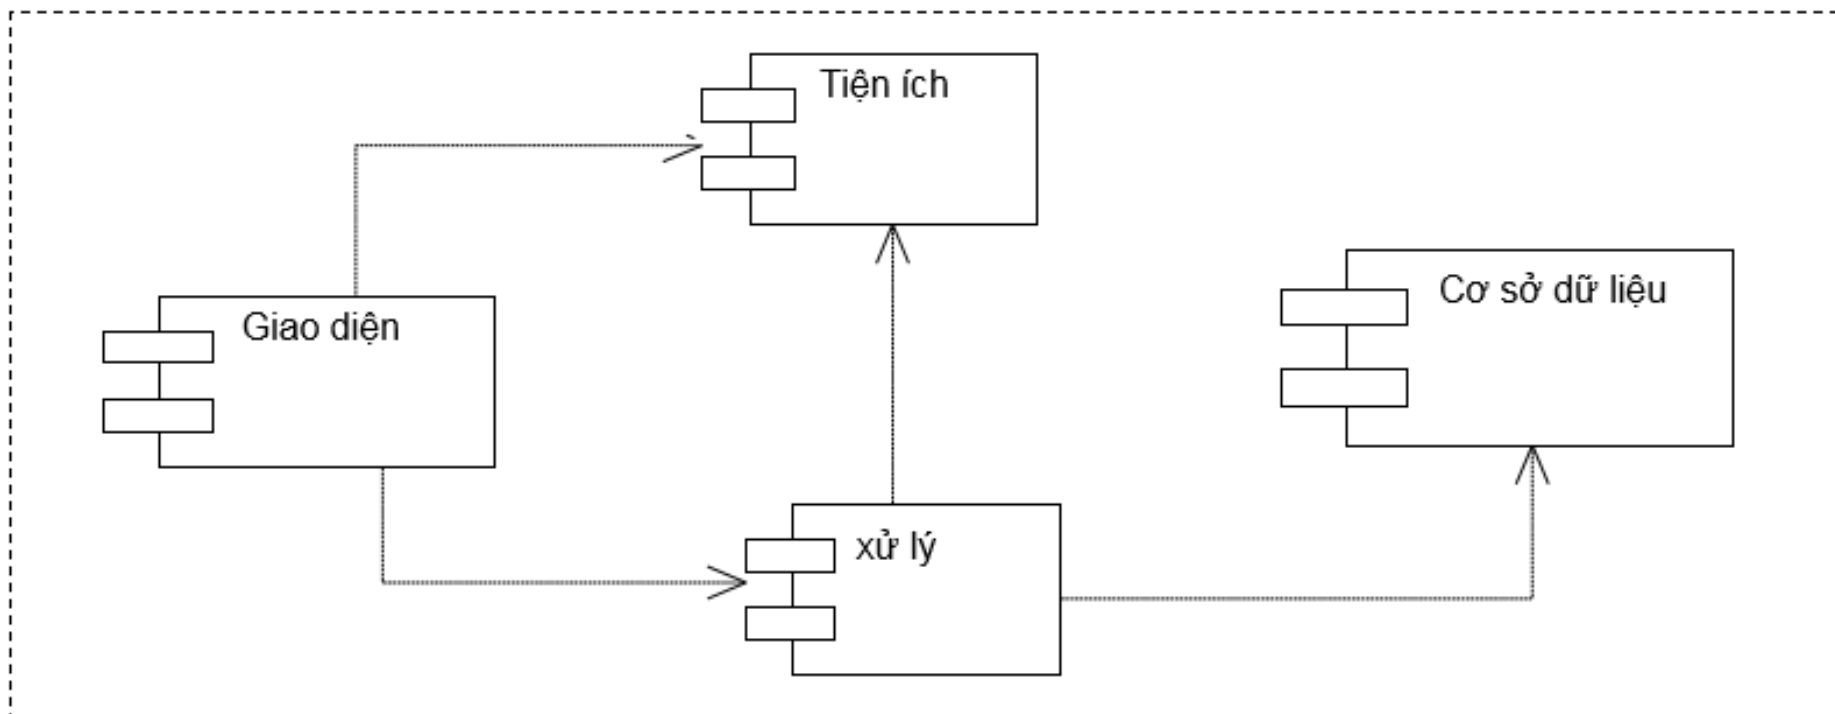 Tiện ích
Giao diện
Cơ sở dữ liệu
xử lý